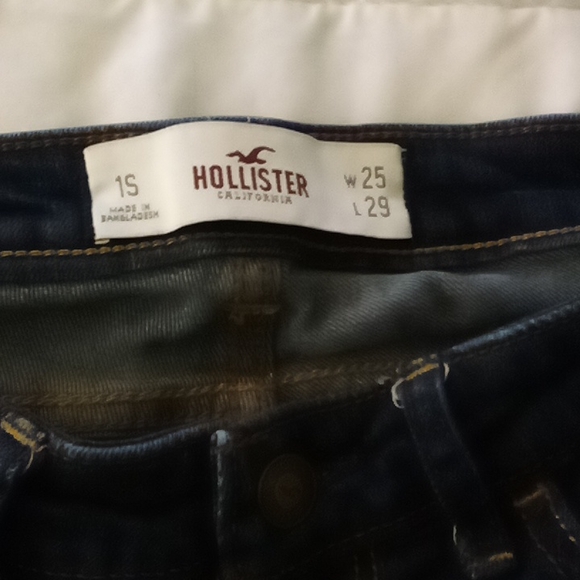 1S
MADE IN
BANGLADESH
HOLLISTER
CALIFORNIA
W 25
L 29